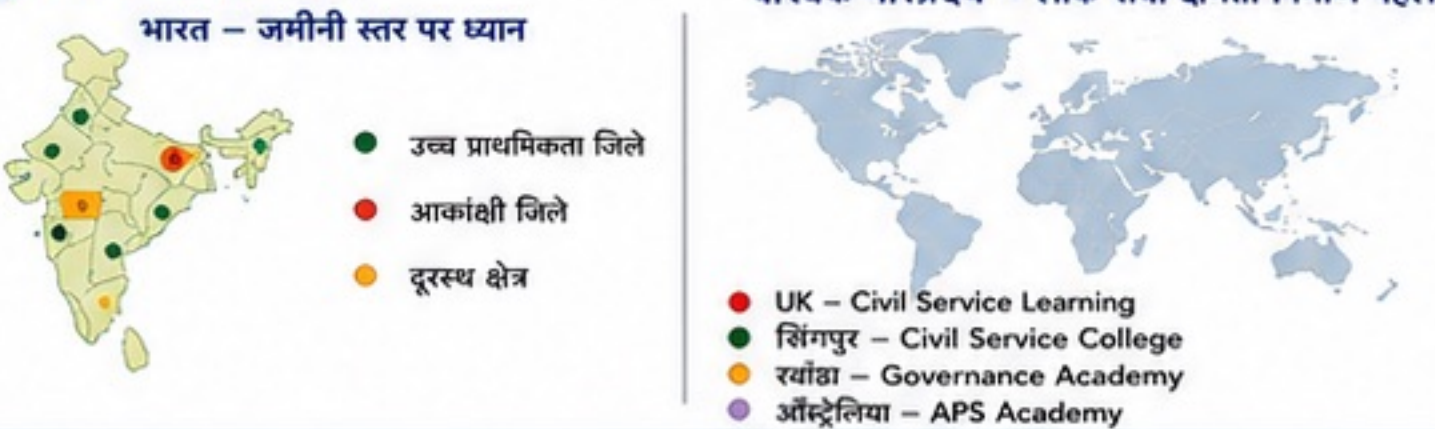 भारत – जमीनी स्तर पर ध्यान
उच्च प्राथमिकता जिले
आकांक्षी जिले
दूरस्थ क्षेत्र
UK – Civil Service Learning
सिंगपुर – Civil Service College
– Governance Academy
ऑस्ट्रेलिया – APS Academy